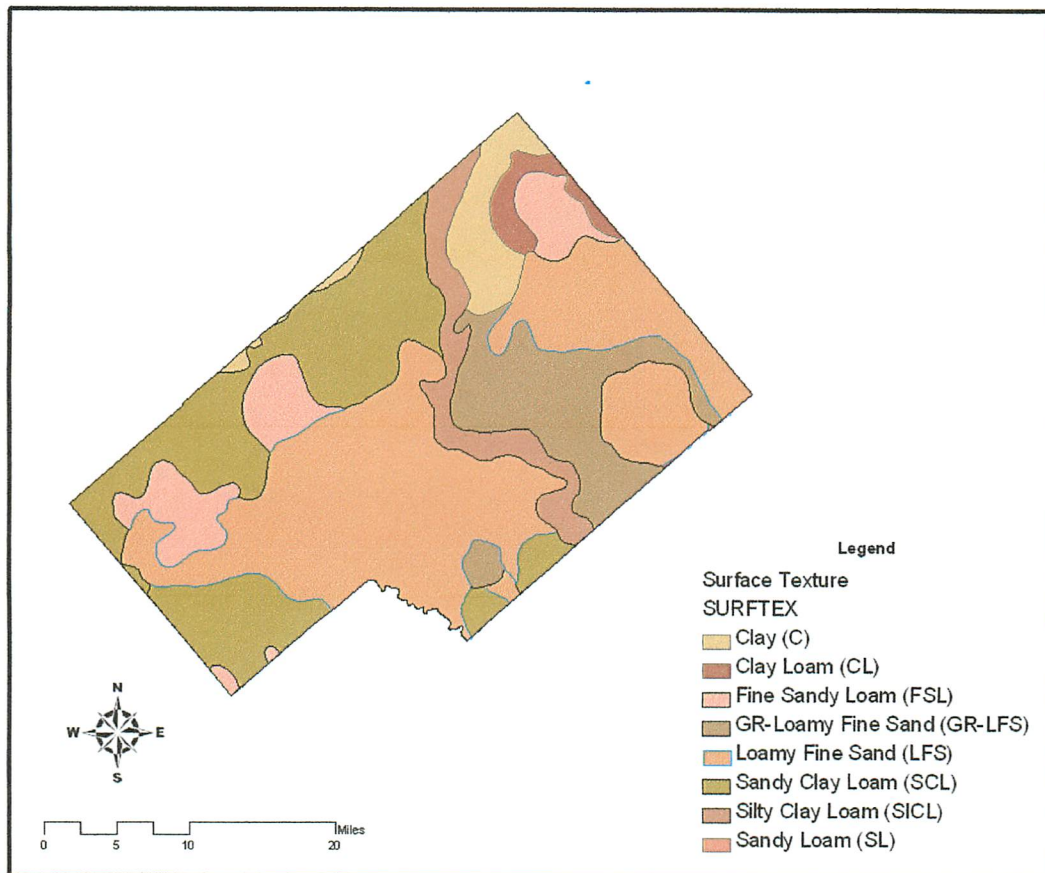 Legend
Surface Texture
SURFTEX
Clay (C)
Clay Loam (CL)
Fine Sandy Loam (FSL)
GR-Loamy Fine Sand (GR-LFS)
Loamy Fine Sand (LFS)
Sandy Clay Loam (SCL)
Silty Clay Loam (SICL)
Sandy Loam (SL)
N
W E
S
Miles
0 5 10 20